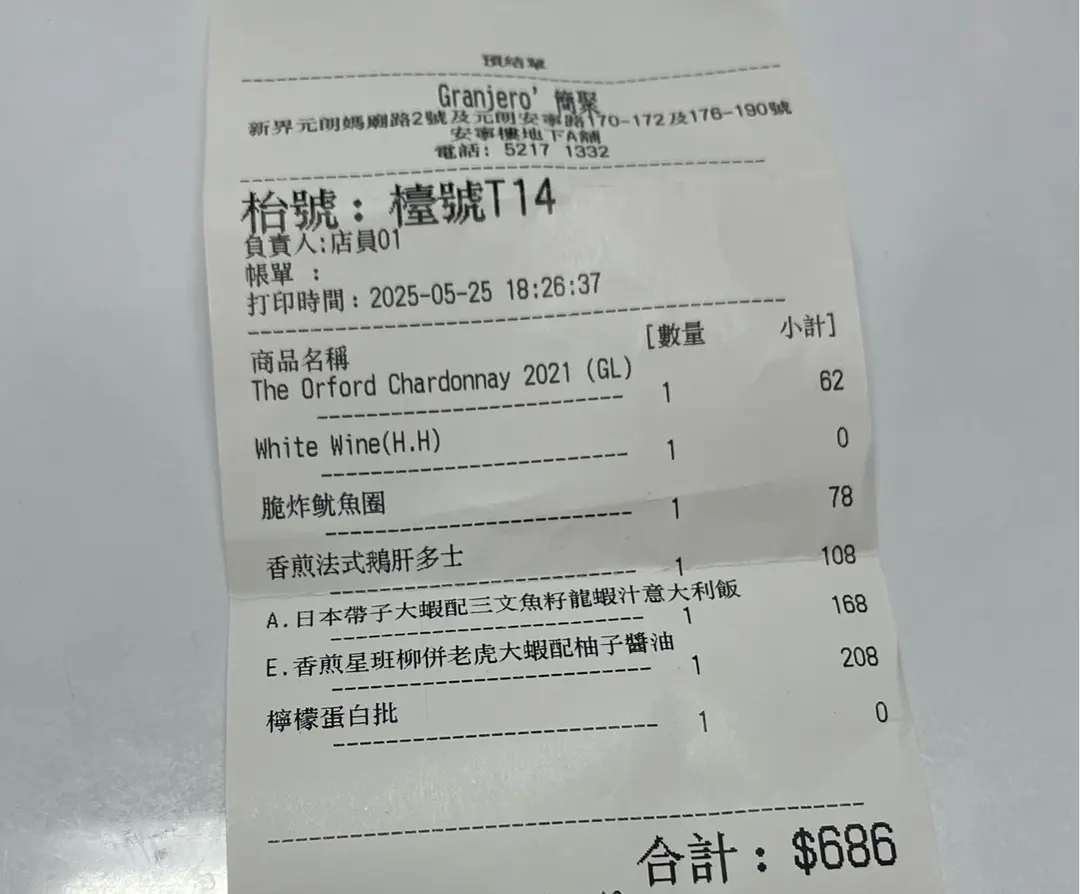 預結單
Granjero' 簡聚
新界元朗媽廟路2號及元朗安寧路170-172及176-190號
安寧樓地下A舖
電話: 5217 1332
枱號: 檯號T14
負責人:店員01
帳單 :
打印時間:2025-05-25 18:26:37
商品名稱 [數量 小計]
The Orford Chardonnay 2021 (GL) 1 62
White Wine(H.H) 1 0
脆炸魷魚圈 1 78
香煎法式鵝肝多士 1 108
A.日本帶子大蝦配三文魚籽龍蝦汁意大利飯 1 168
E.香煎星班柳併老虎大蝦配柚子醬油 1 208
檸檬蛋白批 1 0
合計:$686